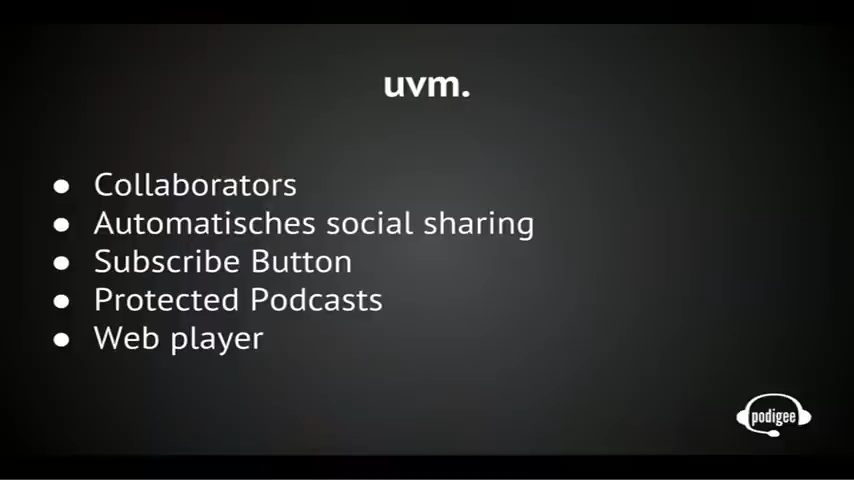 uvm.
● Collaborators
● Automatisches social sharing
● Subscribe Button
● Protected Podcasts
● Web player
podigee